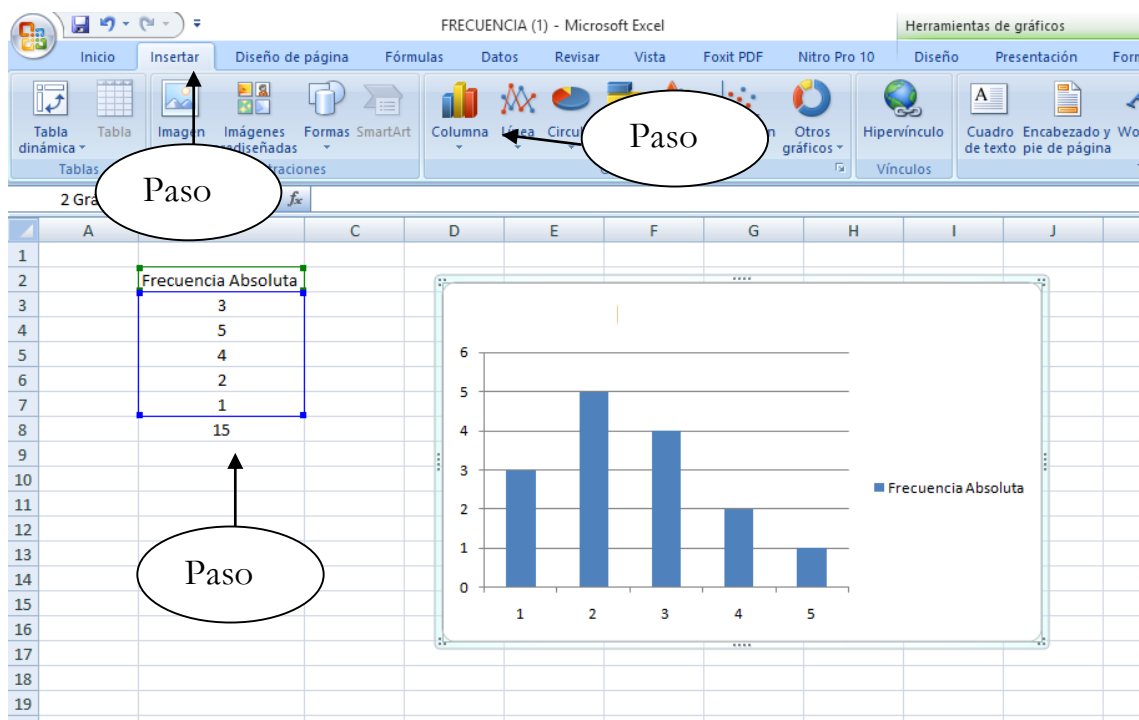 FRECUENCIA (1) - Microsoft Excel
Herramientas de gráficos
Inicio Insertar Diseño de página Fórmulas Datos Revisar Vista Foxit PDF Nitro Pro 10 Diseño Presentación
Tabla dinámica
Tabla
Imagen
Imágenes
Formas
SmartArt
Columna
Línea
Otros gráficos
Hipervínculo
Cuadro de texto
Encabezado y pie de página
Tablas
Vínculos
Paso
Paso
fx
A C D E F G H I J
1
2 Frecuencia Absoluta
3 3
4 5
5 4
6 2
7 1
8 15
9
10
11
12
13
14
15
16
17
18
19
Paso
6
5
4
3
2
1
0
1 2 3 4 5
Frecuencia Absoluta